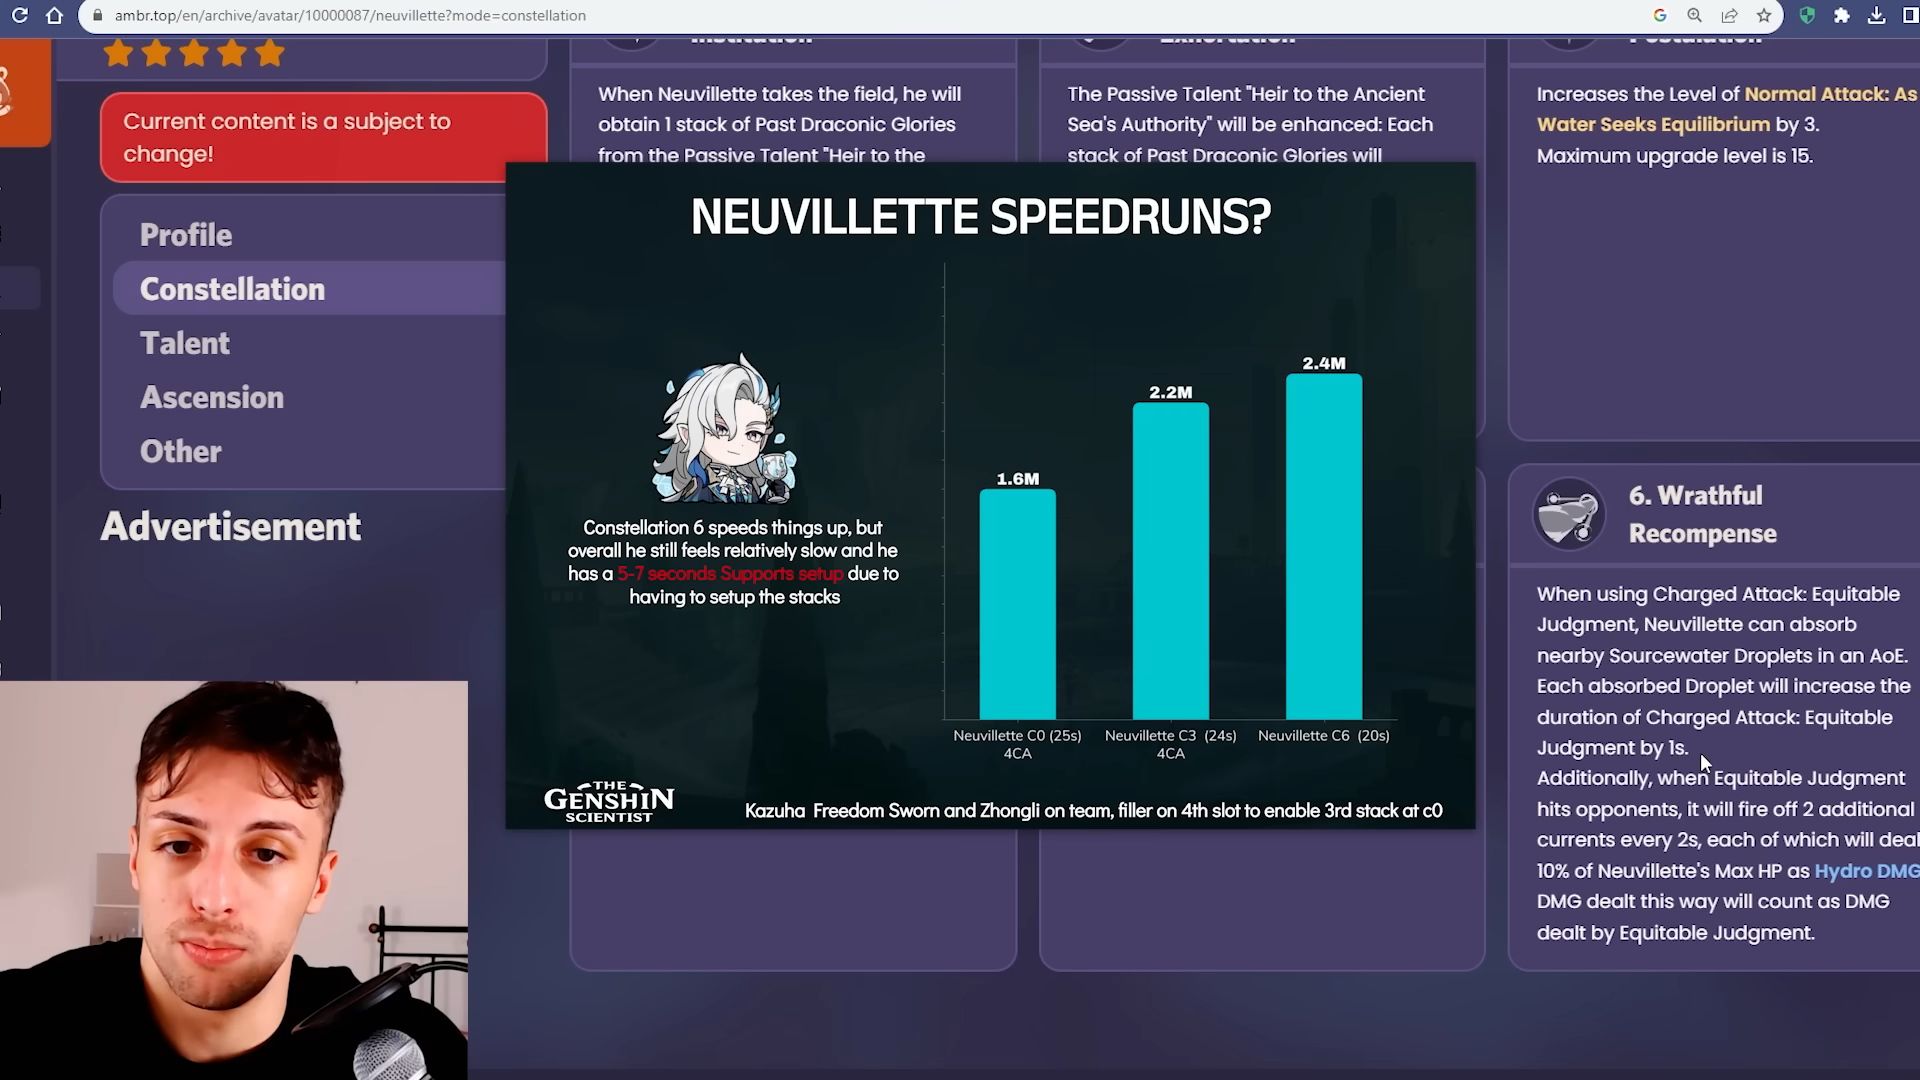 ambr.top/en/archive/avatar/10000087/neuvillette?mode=constellation
Current content is a subject to
change!
Profile
Constellation
Talent
Ascension
Other
Advertisement
Institution
When Neuvillette takes the field, he will
obtain 1 stack of Past Draconic Glories
from the Passive Talent "Heir to the
Exhortation
The Passive Talent "Heir to the Ancient
Sea's Authority" will be enhanced: Each
stack of Past Draconic Glories will
Postulation
Increases the Level of Normal Attack: As
Water Seeks Equilibrium by 3.
Maximum upgrade level is 15.
NEUVILLETTE SPEEDRUNS?
Constellation 6 speeds things up, but
overall he still feels relatively slow and he
has a 5-7 seconds Supports setup due to
having to setup the stacks
1.6M
2.2M
2.4M
Neuvillette C0 (25s)
4CA
Neuvillette C3 (24s)
4CA
Neuvillette C6 (20s)
THE
GENSHIN
SCIENTIST
Kazuha Freedom Sworn and Zhongli on team, filler on 4th slot to enable 3rd stack at c0
6. Wrathful
Recompense
When using Charged Attack: Equitable
Judgment, Neuvillette can absorb
nearby Sourcewater Droplets in an AoE.
Each absorbed Droplet will increase the
duration of Charged Attack: Equitable
Judgment by 1s.
Additionally, when Equitable Judgment
hits opponents, it will fire off 2 additional
currents every 2s, each of which will deal
10% of Neuvillette's Max HP as Hydro DMG
DMG dealt this way will count as DMG
dealt by Equitable Judgment.